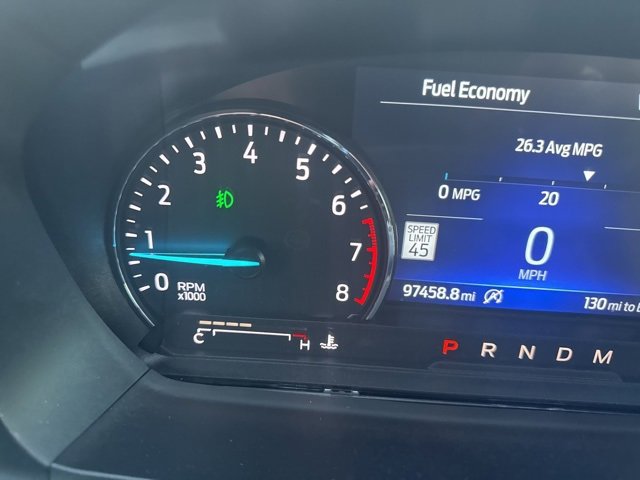 Fuel Economy
26.3 Avg MPG
0 MPG 20
SPEED
LIMIT
45
0
MPH
97458.8 mi
130 mi to
0 1 2 3 4 5 6 7 8
RPM
x1000
C H
P R N D M